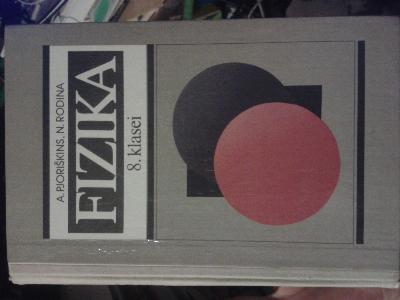 A. PJORIŠKINS, N. RODINA
FIZIKA
8. klasei